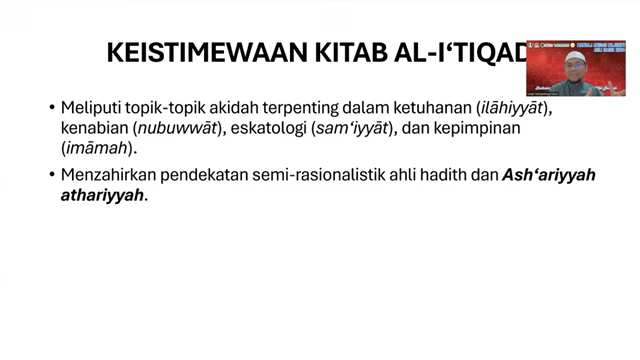 KEISTIMEWAAN KITAB AL-I‘TIQAD
• Meliputi topik-topik akidah terpenting dalam ketuhanan (ilāhiyyāt),
kenabian (nubuwwāt), eskatologi (sam‘iyyāt), dan kepimpinan
(imāmah).
• Menzahirkan pendekatan semi-rasionalistik ahli hadith dan Ash‘ariyyah
athariyyah.